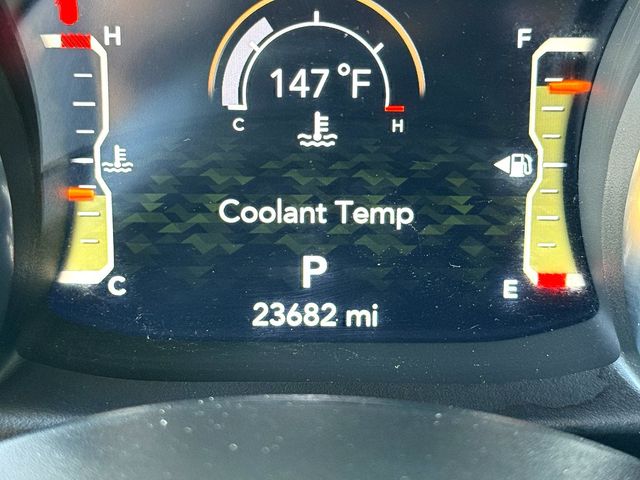 H
F
147°F
C
H
Coolant Temp
C
P
E
23682 mi